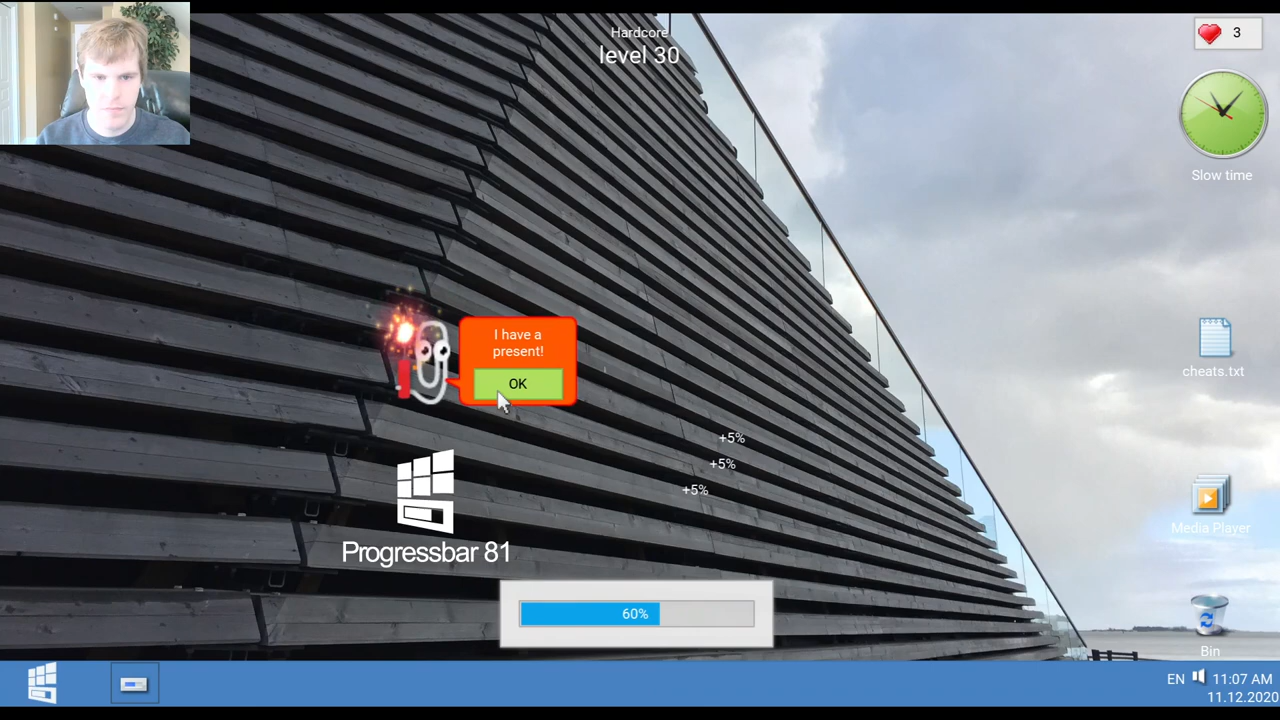 Hardcore
level 30
3
Slow time
I have a
present!
OK
cheats.txt
+5%
+5%
+5%
Media Player
Progressbar 81
60%
Bin
EN 11:07 AM
11.12.2020